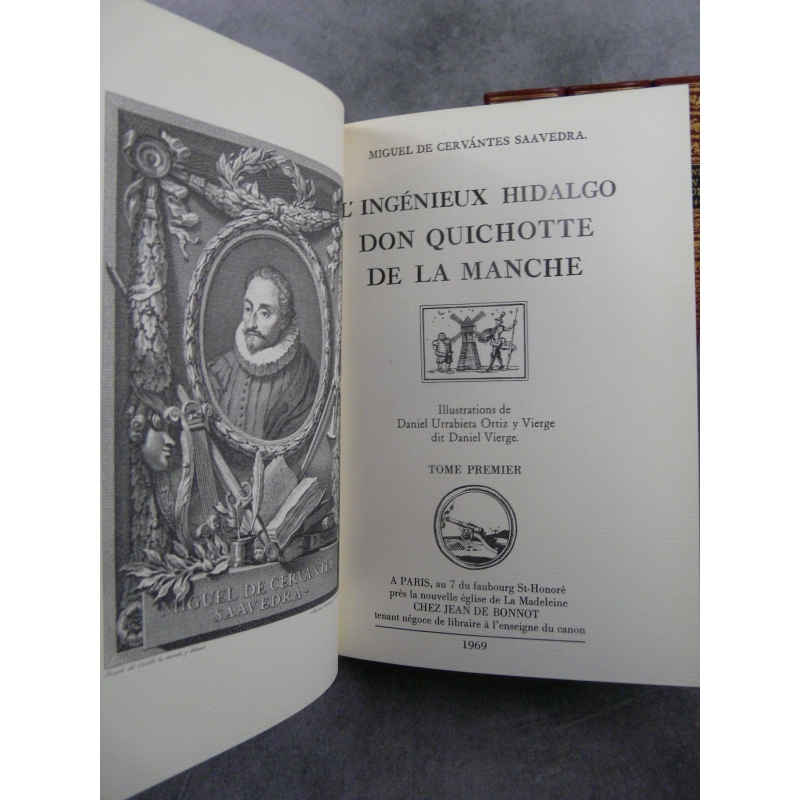 MIGUEL DE CERVANTES
SAAVEDRA.
MIGUEL DE CERVÁNTES SAAVEDRA.
L' INGÉNIEUX HIDALGO
DON QUICHOTTE
DE LA MANCHE
Illustrations de
Daniel Urrabieta Ortiz y Vierge
dit Daniel Vierge.
TOME PREMIER
A PARIS, au 7 du faubourg St-Honoré
près la nouvelle église de La Madeleine
CHEZ JEAN DE BONNOT
tenant négoce de libraire à l'enseigne du canon
1969